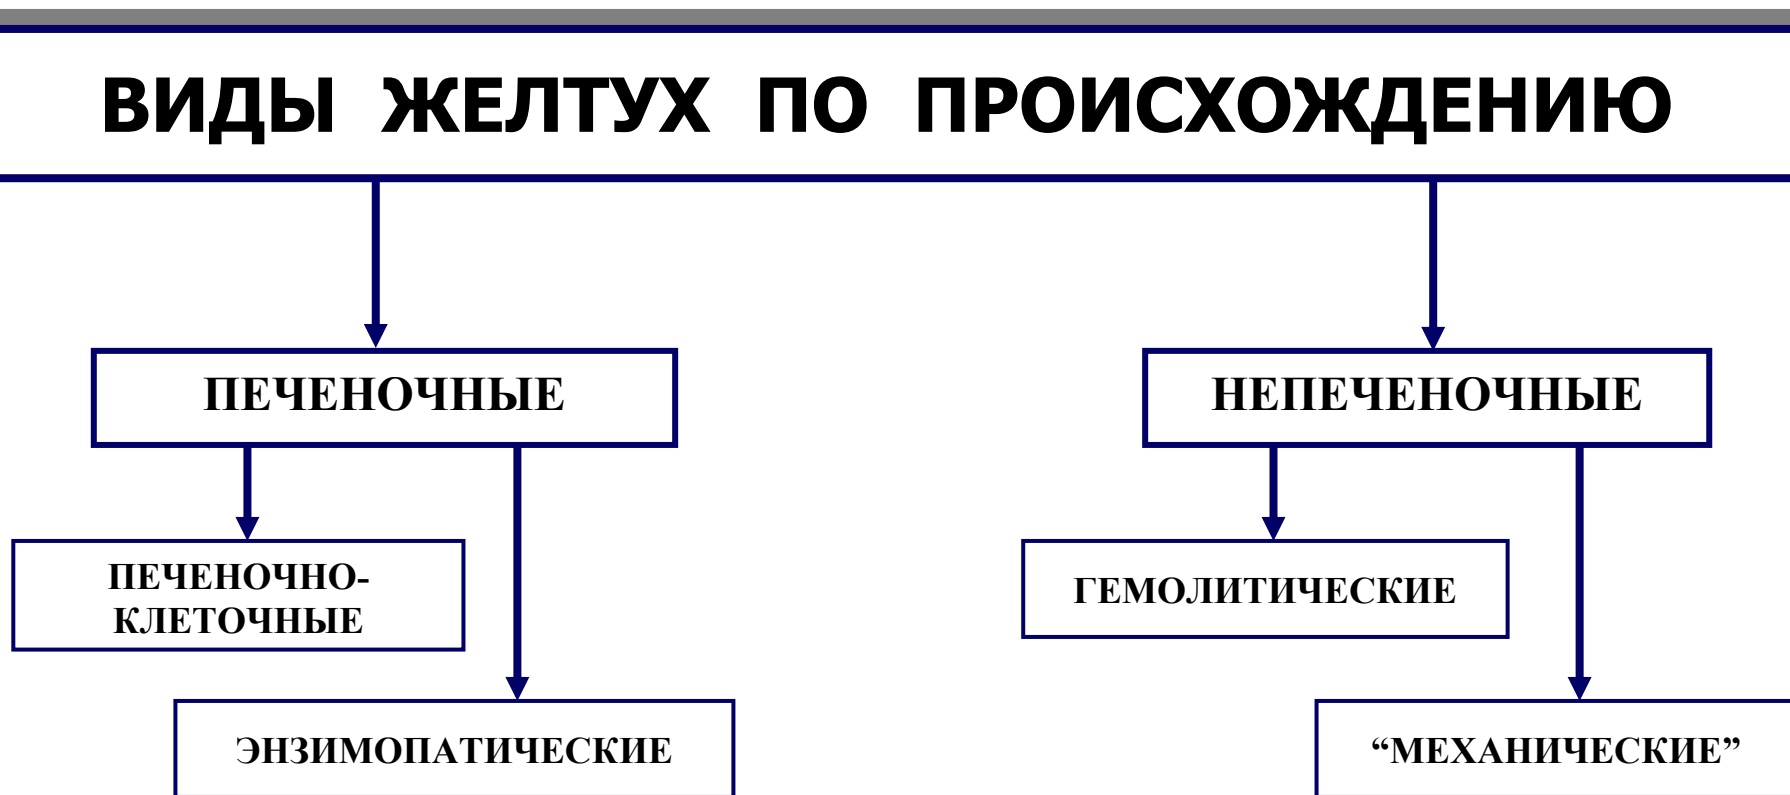 ВИДЫ ЖЕЛТУХ ПО ПРОИСХОЖДЕНИЮ
ПЕЧЕНОЧНЫЕ
НЕПЕЧЕНОЧНЫЕ
ПЕЧЕНОЧНО-
КЛЕТОЧНЫЕ
ГЕМОЛИТИЧЕСКИЕ
ЭНЗИМОПАТИЧЕСКИЕ
“МЕХАНИЧЕСКИЕ”